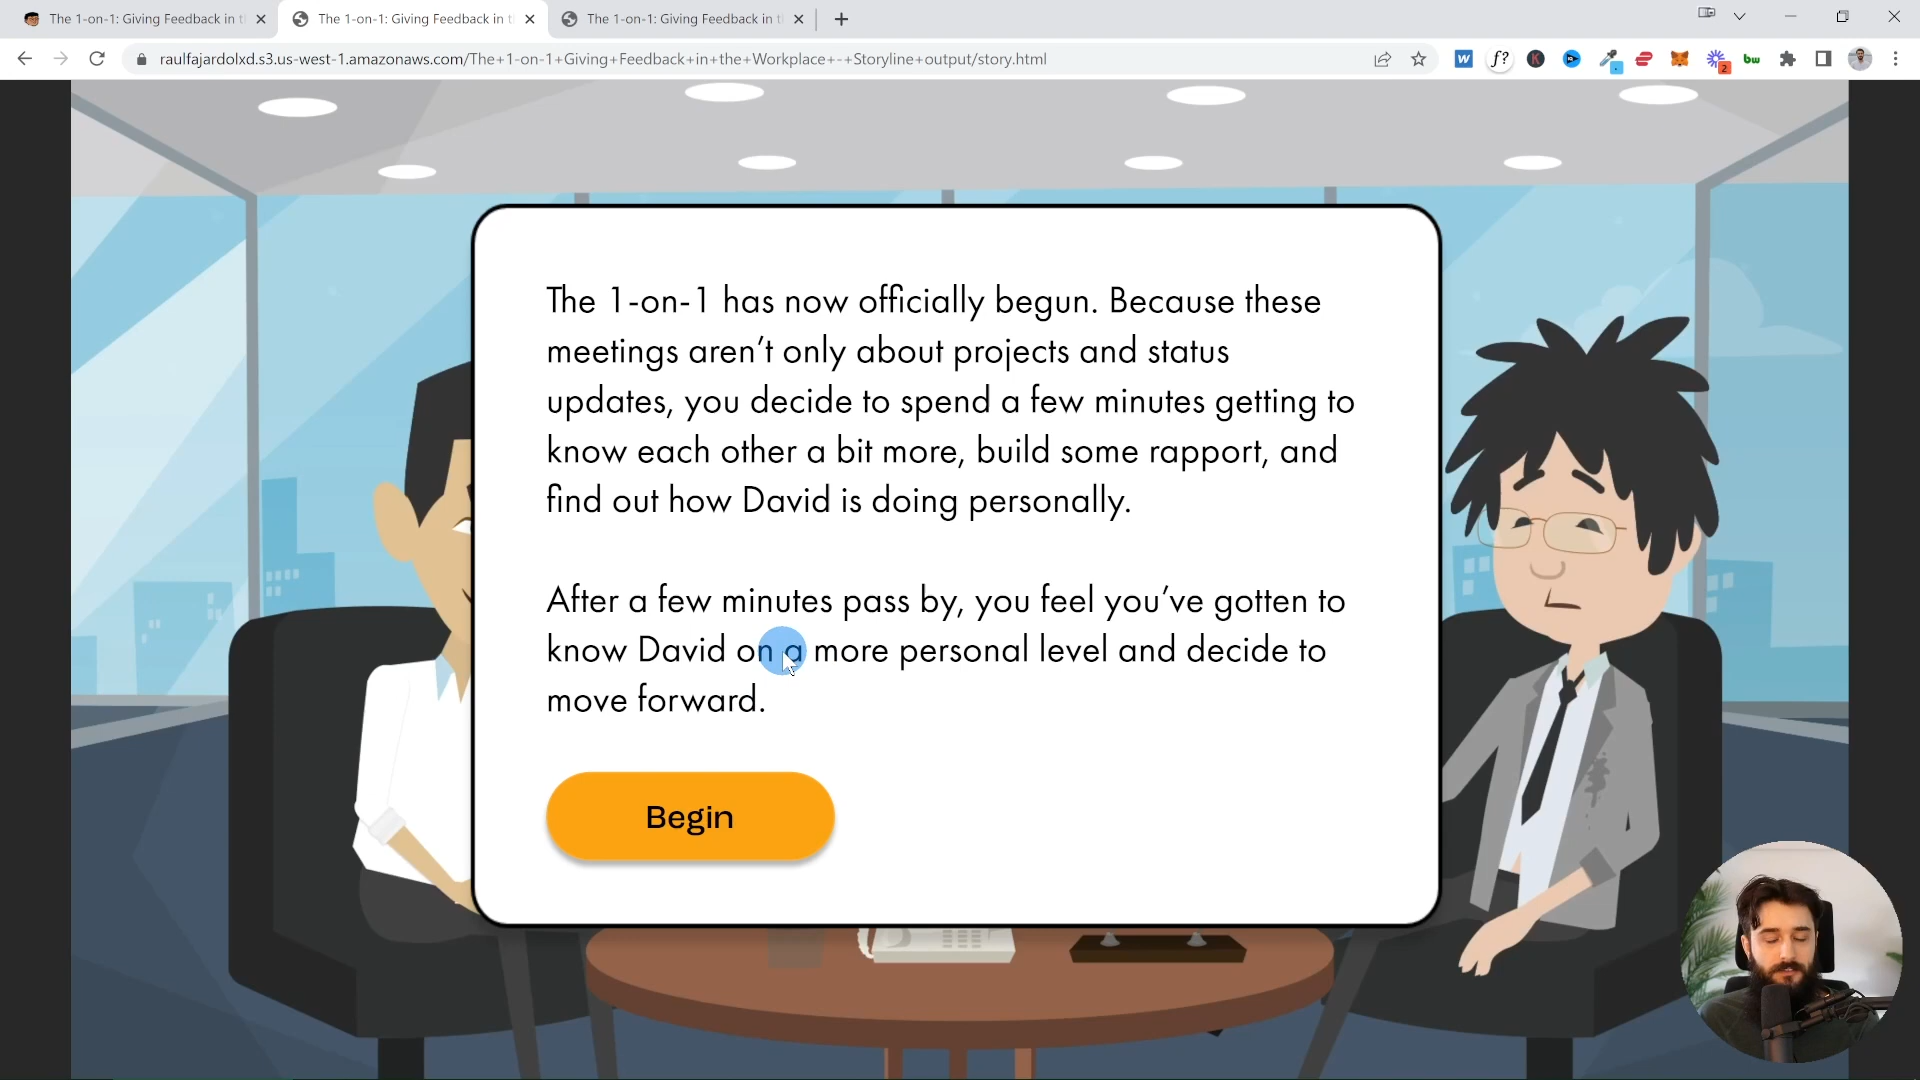 The 1-on-1: Giving Feedback in t
The 1-on-1: Giving Feedback in t
The 1-on-1: Giving Feedback in t
raulfajardolxd.s3.us-west-1.amazonaws.com/The+1-on-1+Giving+Feedback+in+the+Workplace+-+Storyline+output/story.html
W
f?
K
2
bw
The 1-on-1 has now officially begun. Because these
meetings aren’t only about projects and status
updates, you decide to spend a few minutes getting to
know each other a bit more, build some rapport, and
find out how David is doing personally.
After a few minutes pass by, you feel you’ve gotten to
know David on a more personal level and decide to
move forward.
Begin